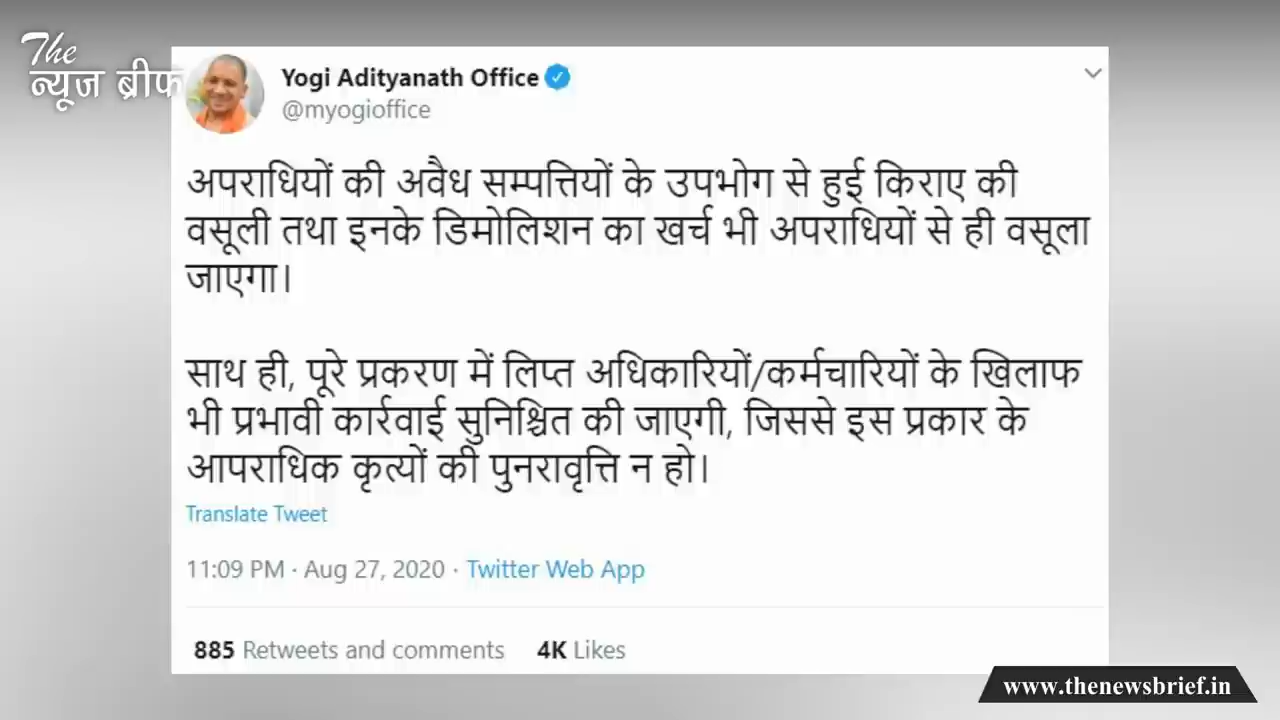 The
न्यूज ब्रीफ
Yogi Adityanath Office
@myogioffice
अपराधियों की अवैध सम्पत्तियों के उपभोग से हुई किराए की
वसूली तथा इनके डिमोलिशन का खर्च भी अपराधियों से ही वसूला
जाएगा।
साथ ही, पूरे प्रकरण में लिप्त अधिकारियों/कर्मचारियों के खिलाफ
भी प्रभावी कार्रवाई सुनिश्चित की जाएगी, जिससे इस प्रकार के
आपराधिक कृत्यों की पुनरावृत्ति न हो।
Translate Tweet
11:09 PM · Aug 27, 2020 · Twitter Web App
885 Retweets and comments 4K Likes
www.thenewsbrief.in